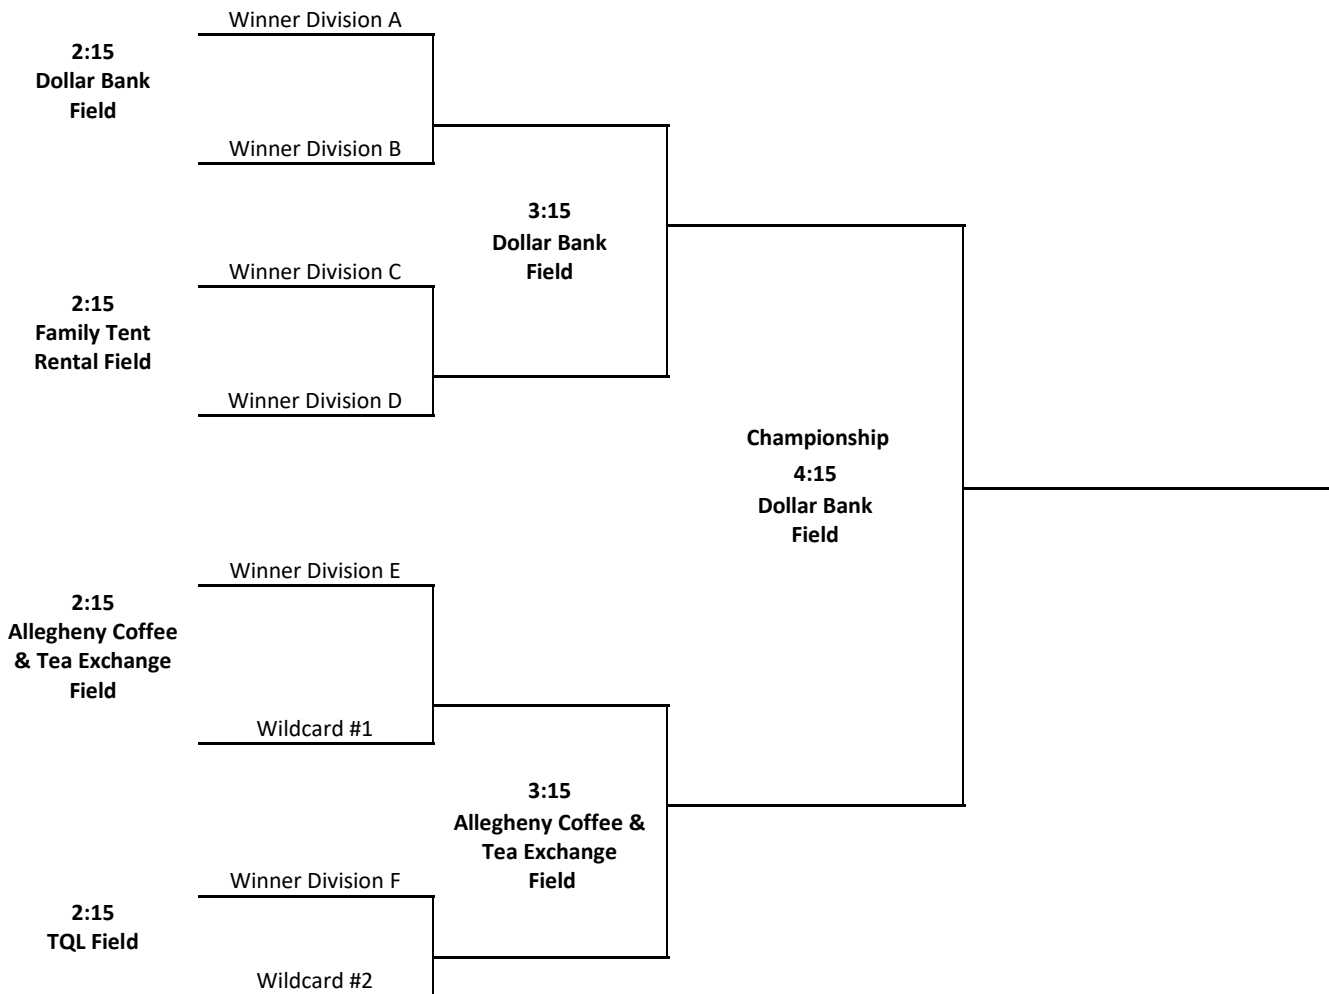 Winner Division A
2:15
Dollar Bank
Field
Winner Division B
3:15
Dollar Bank
Field
Winner Division C
2:15
Family Tent
Rental Field
Winner Division D
Championship
4:15
Dollar Bank
Field
Winner Division E
2:15
Allegheny Coffee
& Tea Exchange
Field
Wildcard #1
3:15
Allegheny Coffee &
Tea Exchange
Field
Winner Division F
2:15
TQL Field
Wildcard #2